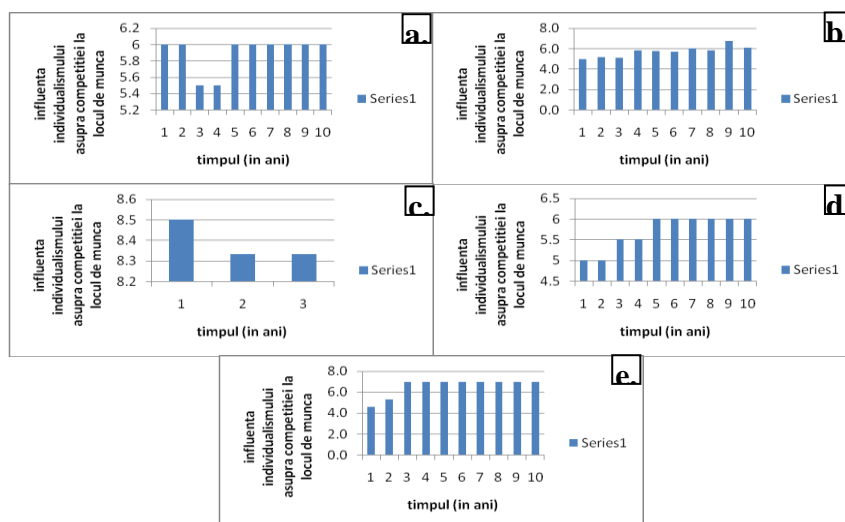 a.
influenta
individualismului
asupra competitiei la
locul de munca
6.2
6
5.8
5.6
5.4
5.2
1 2 3 4 5 6 7 8 9 10
timpul (in ani)
Series1
b.
influenta
individualismului
asupra competitiei la
locul de munca
8.0
6.0
4.0
2.0
0.0
1 2 3 4 5 6 7 8 9 10
timpul (in ani)
Series1
c.
influenta
individualismului
asupra competitiei la
locul de munca
8.6
8.5
8.4
8.3
8.2
1 2 3
timpul (in ani)
Series1
d.
influenta
individualismului
asupra competitiei la
locul de munca
6.5
6
5.5
5
4.5
1 2 3 4 5 6 7 8 9 10
timpul (in ani)
Series1
e.
influenta
individualismului
asupra competitiei la
locul de munca
8.0
6.0
4.0
2.0
0.0
1 2 3 4 5 6 7 8 9 10
timpul (in ani)
Series1